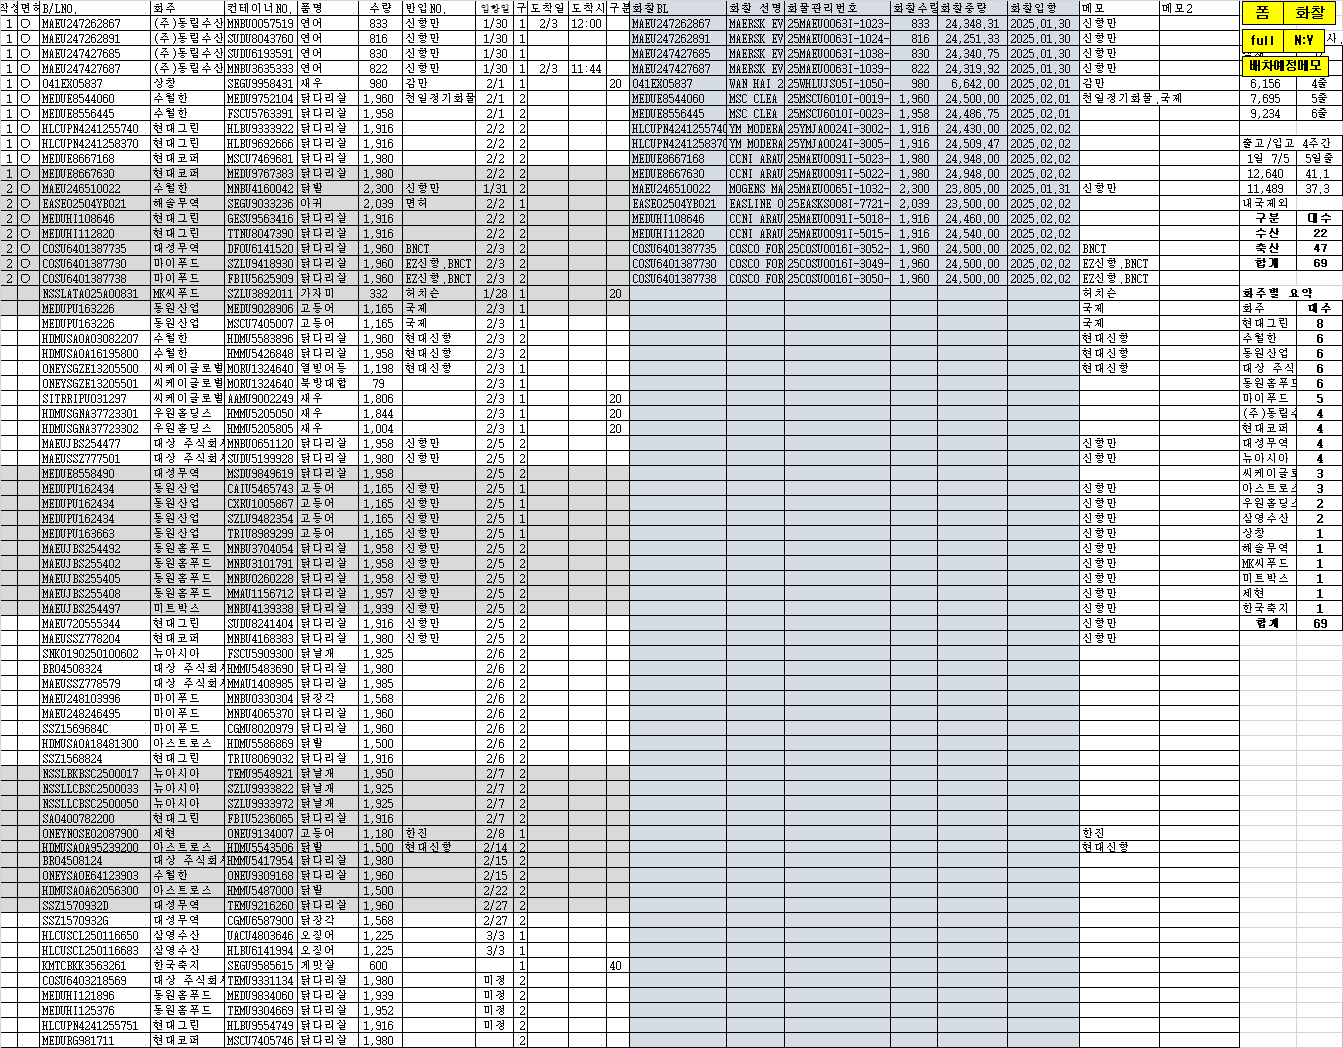 작성 면허 B/LNO. 화주 컨테이너NO. 품명 수량 반입NO. 입항일 구 도착일 도착시 구분 화찰BL 화찰 선명 화물관리번호 화찰수량 화찰중량 화찰입항 메모 메모2 폼 화찰
1 ○ MAEU247262867 (주)동림수산 MNBU0057519 연어 833 신항만 1/30 1 2/3 12:00 MAEU247262867 MAERSK EV 25MAEU0063I-1023- 833 24,348.31 2025.01.30 신항만
1 ○ MAEU247262891 (주)동림수산 SUDU8043760 연어 816 신항만 1/30 1 MAEU247262891 MAERSK EV 25MAEU0063I-1024- 816 24,251.33 2025.01.30 신항만 full N:Y 사,
1 ○ MAEU247427685 (주)동림수산 SUDU6193591 연어 830 신항만 1/30 1 MAEU247427685 MAERSK EV 25MAEU0063I-1038- 830 24,340.75 2025.01.30 신항만
1 ○ MAEU247427687 (주)동림수산 MNBU3635333 연어 822 신항만 1/30 1 2/3 11:44 MAEU247427687 MAERSK EV 25MAEU0063I-1039- 822 24,319.92 2025.01.30 신항만 배차예정메모
1 ○ 041EX05837 상창 SEGU9958431 새우 980 감만 2/1 1 20 041EX05837 WAN HAI 2 25WHLUJS05I-1050- 980 6,642.00 2025.02.01 감만 6,156 4줄
1 ○ MEDUE8544060 수월한 MEDU9752104 닭다리살 1,960 천일정기화물 2/1 2 MEDUE8544060 MSC CLEA 25MSCU6010I-0019- 1,960 24,500.00 2025.02.01 천일정기화물,국제 7,695 5줄
1 ○ MEDUE8556445 수월한 FSCU5763391 닭다리살 1,958 2/1 2 MEDUE8556445 MSC CLEA 25MSCU6010I-0023- 1,958 24,486.75 2025.02.01 9,234 6줄
1 ○ HLCUPN4241255740 현대그린 HLBU9333922 닭다리살 1,916 2/2 2 HLCUPN4241255740 YM MODERA 25YMJA0024I-3002- 1,916 24,430.00 2025.02.02
1 ○ HLCUPN4241258370 현대그린 HLBU9692666 닭다리살 1,916 2/2 2 HLCUPN4241258370 YM MODERA 25YMJA0024I-3005- 1,916 24,509.47 2025.02.02 출고/입고 4주간
1 ○ MEDUE8667168 현대코퍼 MSCU7469681 닭다리살 1,980 2/2 2 MEDUE8667168 CCNI ARAU 25MAEU0091I-5023- 1,980 24,948.00 2025.02.02 1일 7/5 5일줄
1 ○ MEDUE8667630 현대코퍼 MEDU9767383 닭다리살 1,980 2/2 2 MEDUE8667630 CCNI ARAU 25MAEU0091I-5022- 1,980 24,948.00 2025.02.02 12,640 41.1
2 ○ MAEU246510022 수월한 MNBU4160042 닭발 2,300 신항만 1/31 2 MAEU246510022 MOGENS MA 25MAEU0065I-1032- 2,300 23,805.00 2025.01.31 신항만 11,489 37.3
2 ○ EASE02504YB021 해솔무역 SEGU9033236 아귀 2,039 면허 2/2 1 EASE02504YB021 EASLINE O 25EASKS008I-7721- 2,039 23,500.00 2025.02.02 내국제외
2 ○ MEDUHI108646 현대그린 GESU9563416 닭다리살 1,916 2/2 2 MEDUHI108646 CCNI ARAU 25MAEU0091I-5018- 1,916 24,460.00 2025.02.02 구분 대수
2 ○ MEDUHI112820 현대그린 TTNU8047390 닭다리살 1,916 2/2 2 MEDUHI112820 CCNI ARAU 25MAEU0091I-5015- 1,916 24,540.00 2025.02.02 수산 22
2 ○ COSU6401387735 대성무역 DFOU6141520 닭다리살 1,960 BNCT 2/3 2 COSU6401387735 COSCO FOR 25COSU0016I-3052- 1,960 24,500.00 2025.02.02 BNCT 축산 47
2 ○ COSU6401387730 마이푸드 SZLU9418930 닭다리살 1,960 EZ신항,BNCT 2/3 2 COSU6401387730 COSCO FOR 25COSU0016I-3049- 1,960 24,500.00 2025.02.02 EZ신항,BNCT 합계 69
2 ○ COSU6401387738 마이푸드 FBIU5625909 닭다리살 1,960 EZ신항,BNCT 2/3 2 COSU6401387738 COSCO FOR 25COSU0016I-3050- 1,960 24,500.00 2025.02.02 EZ신항,BNCT
NSSLATA025A00831 MK씨푸드 SZLU3892011 가자미 332 허치슨 1/28 1 20 허치슨 화주별 요약
MEDUPU163226 동원산업 MEDU9028906 고등어 1,165 국제 2/3 1 국제 화주 대수
MEDUPU163226 동원산업 MSCU7405007 고등어 1,165 국제 2/3 1 국제 현대그린 8
HDMUSAOA03082207 수월한 HDMU5583896 닭다리살 1,960 현대신항 2/3 2 현대신항 수월한 6
HDMUSAOA16195800 수월한 HMMU5426848 닭다리살 1,958 현대신항 2/3 2 현대신항 동원산업 6
ONEYSGZE13205500 씨케이글로벌 MORU1324640 열빙어등 1,198 현대신항 2/3 1 현대신항 대상 주식 6
ONEYSGZE13205501 씨케이글로벌 MORU1324640 북방대합 79 2/3 1 동원홈푸드 6
SITRRIPU031297 씨케이글로벌 AAMU9002249 새우 1,806 2/3 1 20 마이푸드 5
HDMUSGNA37723301 우원홀딩스 HMMU5205050 새우 1,844 2/3 1 20 (주)동림수 4
HDMUSGNA37723302 우원홀딩스 HMMU5205805 새우 1,004 2/3 1 20 현대코퍼 4
MAEUJBS254477 대상 주식회사 MNBU0651120 닭다리살 1,958 신항만 2/5 2 신항만 대성무역 4
MAEUSSZ777501 대상 주식회사 SUDU5199928 닭다리살 1,980 신항만 2/5 2 신항만 뉴아시아 4
MEDUE8558490 대성무역 MSDU9849619 닭다리살 1,958 2/5 2 씨케이글로 3
MEDUPU162434 동원산업 CAIU5465743 고등어 1,165 신항만 2/5 1 신항만 아스트로스 3
MEDUPU162434 동원산업 CXRU1005867 고등어 1,165 신항만 2/5 1 신항만 우원홀딩스 2
MEDUPU162434 동원산업 SZLU9482354 고등어 1,165 신항만 2/5 1 신항만 삼영수산 2
MEDUPU163663 동원산업 TRIU8989299 고등어 1,165 신항만 2/5 1 신항만 상창 1
MAEUJBS254492 동원홈푸드 MNBU3704054 닭다리살 1,958 신항만 2/5 2 신항만 해솔무역 1
MAEUJBS255402 동원홈푸드 MNBU3101791 닭다리살 1,958 신항만 2/5 2 신항만 MK씨푸드 1
MAEUJBS255405 동원홈푸드 MNBU0260228 닭다리살 1,958 신항만 2/5 2 신항만 미트박스 1
MAEUJBS255408 동원홈푸드 MMAU1156712 닭다리살 1,957 신항만 2/5 2 신항만 세현 1
MAEUJBS254497 미트박스 MNBU4139338 닭다리살 1,939 신항만 2/5 2 신항만 한국축지 1
MAEU720555344 현대그린 SUDU8241404 닭다리살 1,916 신항만 2/5 2 신항만 합계 69
MAEUSSZ778204 현대코퍼 MNBU4168383 닭다리살 1,980 신항만 2/5 2 신항만
SNKO190250100602 뉴아시아 FSCU5909300 닭날개 1,925 2/6 2
BR04508324 대상 주식회사 HMMU5483690 닭다리살 1,980 2/6 2
MAEUSSZ778579 대상 주식회사 MMAU1408985 닭다리살 1,985 2/6 2
MAEU248103996 마이푸드 MNBU0330304 닭장각 1,568 2/6 2
MAEU248246495 마이푸드 MNBU4065370 닭다리살 1,960 2/6 2
SSZ1569684C 마이푸드 CGMU8020979 닭다리살 1,960 2/6 2
HDMUSAOA18481300 아스트로스 HDMU5586869 닭발 1,500 2/6 2
SSZ1568824 현대그린 TRIU8069032 닭다리살 1,916 2/6 2
NSSLBKBSC2500017 뉴아시아 TEMU9548921 닭날개 1,950 2/7 2
NSSLLCBSC2500033 뉴아시아 SZLU9933822 닭날개 1,925 2/7 2
NSSLLCBSC2500050 뉴아시아 SZLU9933972 닭날개 1,925 2/7 2
SA0400782200 현대그린 FBIU5236065 닭다리살 1,916 2/7 2
ONEYNOSE02087900 세현 ONEU9134007 고등어 1,180 한진 2/8 1 한진
HDMUSAOA95239200 아스트로스 HDMU5543506 닭발 1,500 현대신항 2/14 2 현대신항
BR04508124 대상 주식회사 HMMU5417954 닭다리살 1,980 2/15 2
ONEYSAOE64123903 수월한 ONEU9309168 닭다리살 1,960 2/15 2
HDMUSAOA62056300 아스트로스 HMMU5487000 닭발 1,500 2/22 2
SSZ1570932D 대성무역 TEMU9216260 닭다리살 1,960 2/27 2
SSZ1570932G 대성무역 CGMU6587900 닭장각 1,568 2/27 2
HLCUSCL250116650 삼영수산 UACU4803646 오징어 1,225 3/3 1
HLCUSCL250116683 삼영수산 HLBU6141994 오징어 1,225 3/3 1
KMTCBKK3563261 한국축지 SEGU9585615 게맛살 600 1 40
COSU6403218569 대상 주식회사 TEMU9331134 닭다리살 1,980 미정 2
MEDUHI121896 동원홈푸드 MEDU9834060 닭다리살 1,939 미정 2
MEDUHI125376 동원홈푸드 TEMU9304669 닭다리살 1,952 미정 2
HLCUPN4241255751 현대그린 HLBU9554749 닭다리살 1,916 미정 2
MEDURG981711 현대코퍼 MSCU7405746 닭다리살 1,980 2